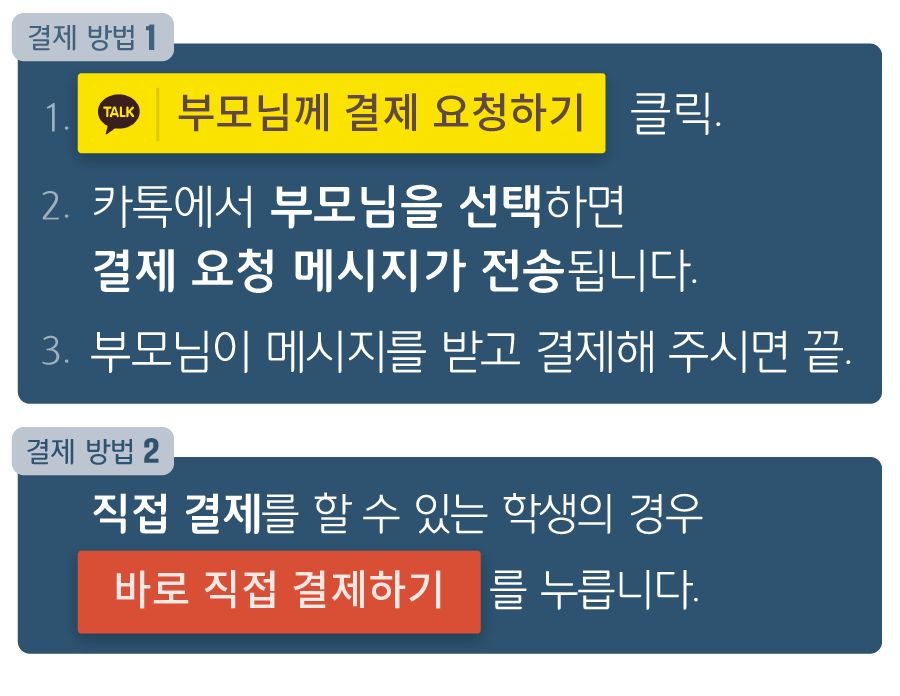 결제 방법 1
1. TALK 부모님께 결제 요청하기 클릭.
2. 카톡에서 부모님을 선택하면
결제 요청 메시지가 전송됩니다.
3. 부모님이 메시지를 받고 결제해 주시면 끝.
결제 방법 2
직접 결제를 할 수 있는 학생의 경우
바로 직접 결제하기 를 누릅니다.